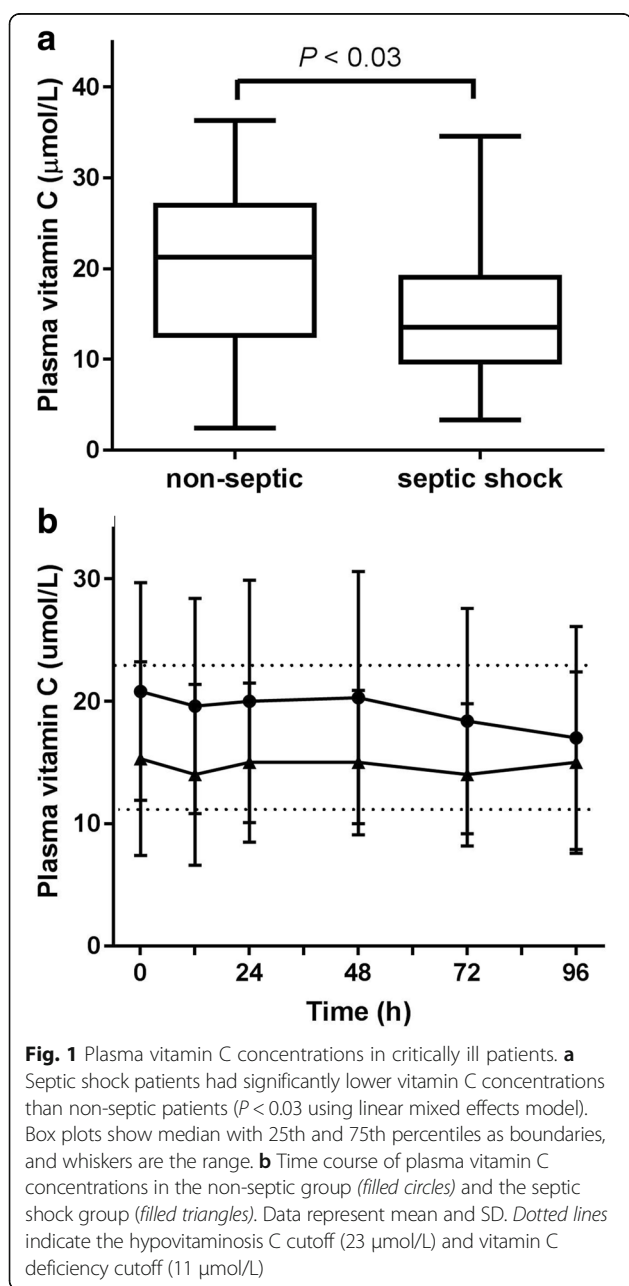 a
P < 0.03
Plasma vitamin C (μmol/L)
40
30
20
10
0
non-septic
septic shock
b
Plasma vitamin C (umol/L)
30
20
10
0
0
24
48
72
96
Time (h)
Fig. 1 Plasma vitamin C concentrations in critically ill patients. a
Septic shock patients had significantly lower vitamin C concentrations
than non-septic patients (P < 0.03 using linear mixed effects model).
Box plots show median with 25th and 75th percentiles as boundaries,
and whiskers are the range. b Time course of plasma vitamin C
concentrations in the non-septic group (filled circles) and the septic
shock group (filled triangles). Data represent mean and SD. Dotted lines
indicate the hypovitaminosis C cutoff (23 μmol/L) and vitamin C
deficiency cutoff (11 μmol/L)